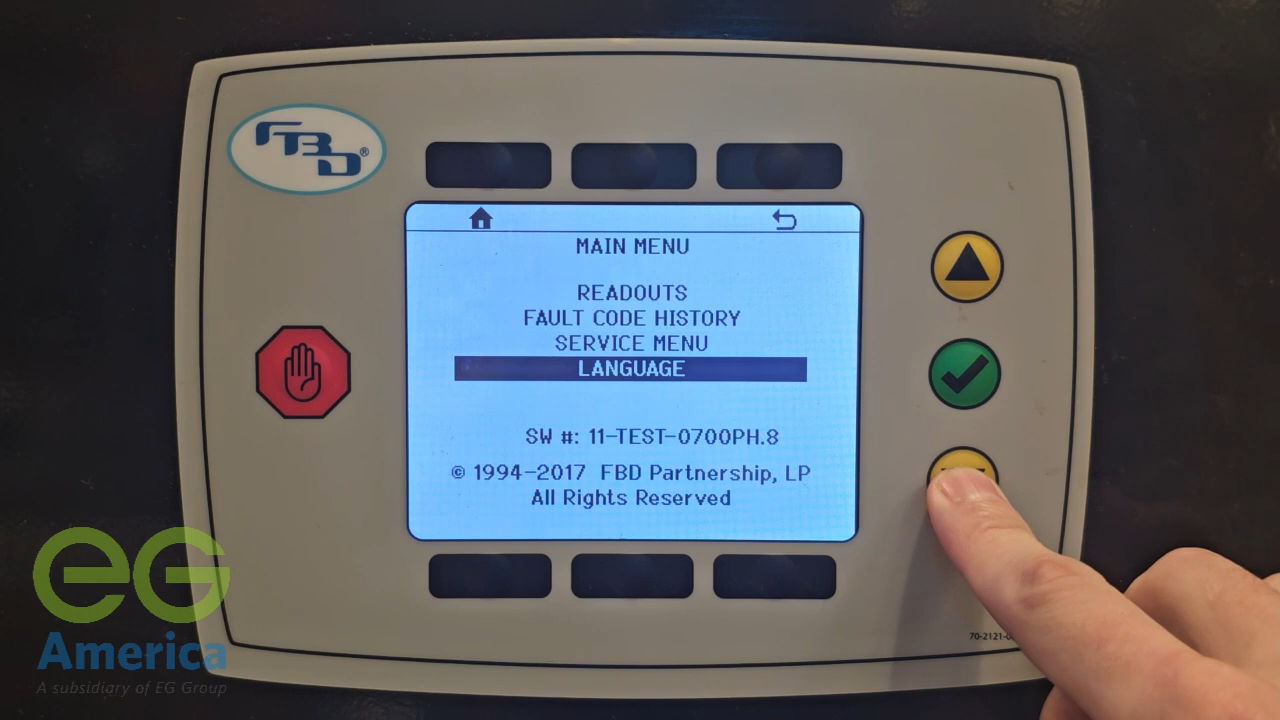 FBD®
MAIN MENU
READOUTS
FAULT CODE HISTORY
SERVICE MENU
LANGUAGE
SW #: 11-TEST-0700PH.8
© 1994-2017 FBD Partnership, LP
All Rights Reserved
eG
America
A subsidiary of EG Group